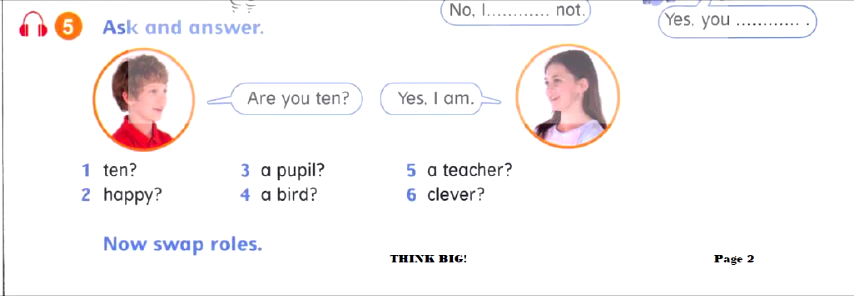 No, I............ not.
Yes, you ............ .
5 Ask and answer.
Are you ten?
Yes, I am.
1 ten?
2 happy?
3 a pupil?
4 a bird?
5 a teacher?
6 clever?
Now swap roles.
THINK BIG!
Page 2